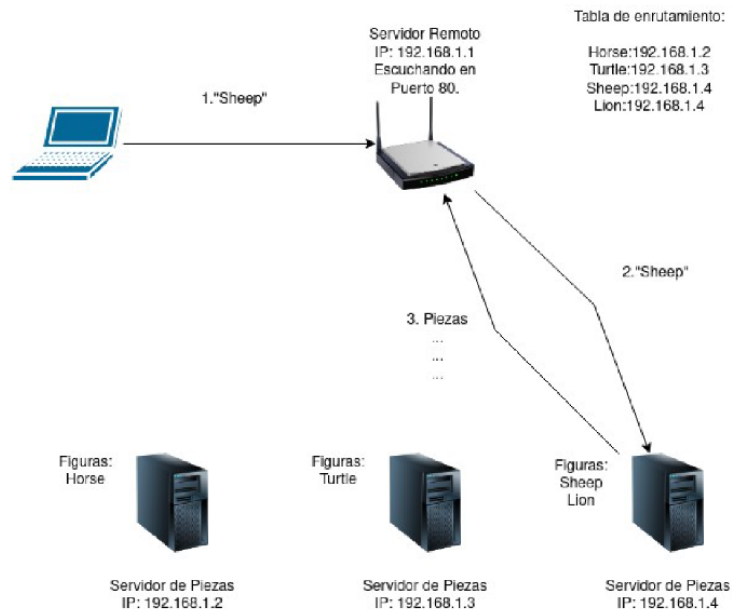 Tabla de enrutamiento:
Horse:192.168.1.2
Turtle:192.168.1.3
Sheep:192.168.1.4
Lion:192.168.1.4
Servidor Remoto
IP: 192.168.1.1
Escuchando en
Puerto 80.
1."Sheep"
2."Sheep"
3. Piezas
...
...
...
Figuras:
Horse
Servidor de Piezas
IP: 192.168.1.2
Figuras:
Turtle
Servidor de Piezas
IP: 192.168.1.3
Figuras:
Sheep
Lion
Servidor de Piezas
IP: 192.168.1.4